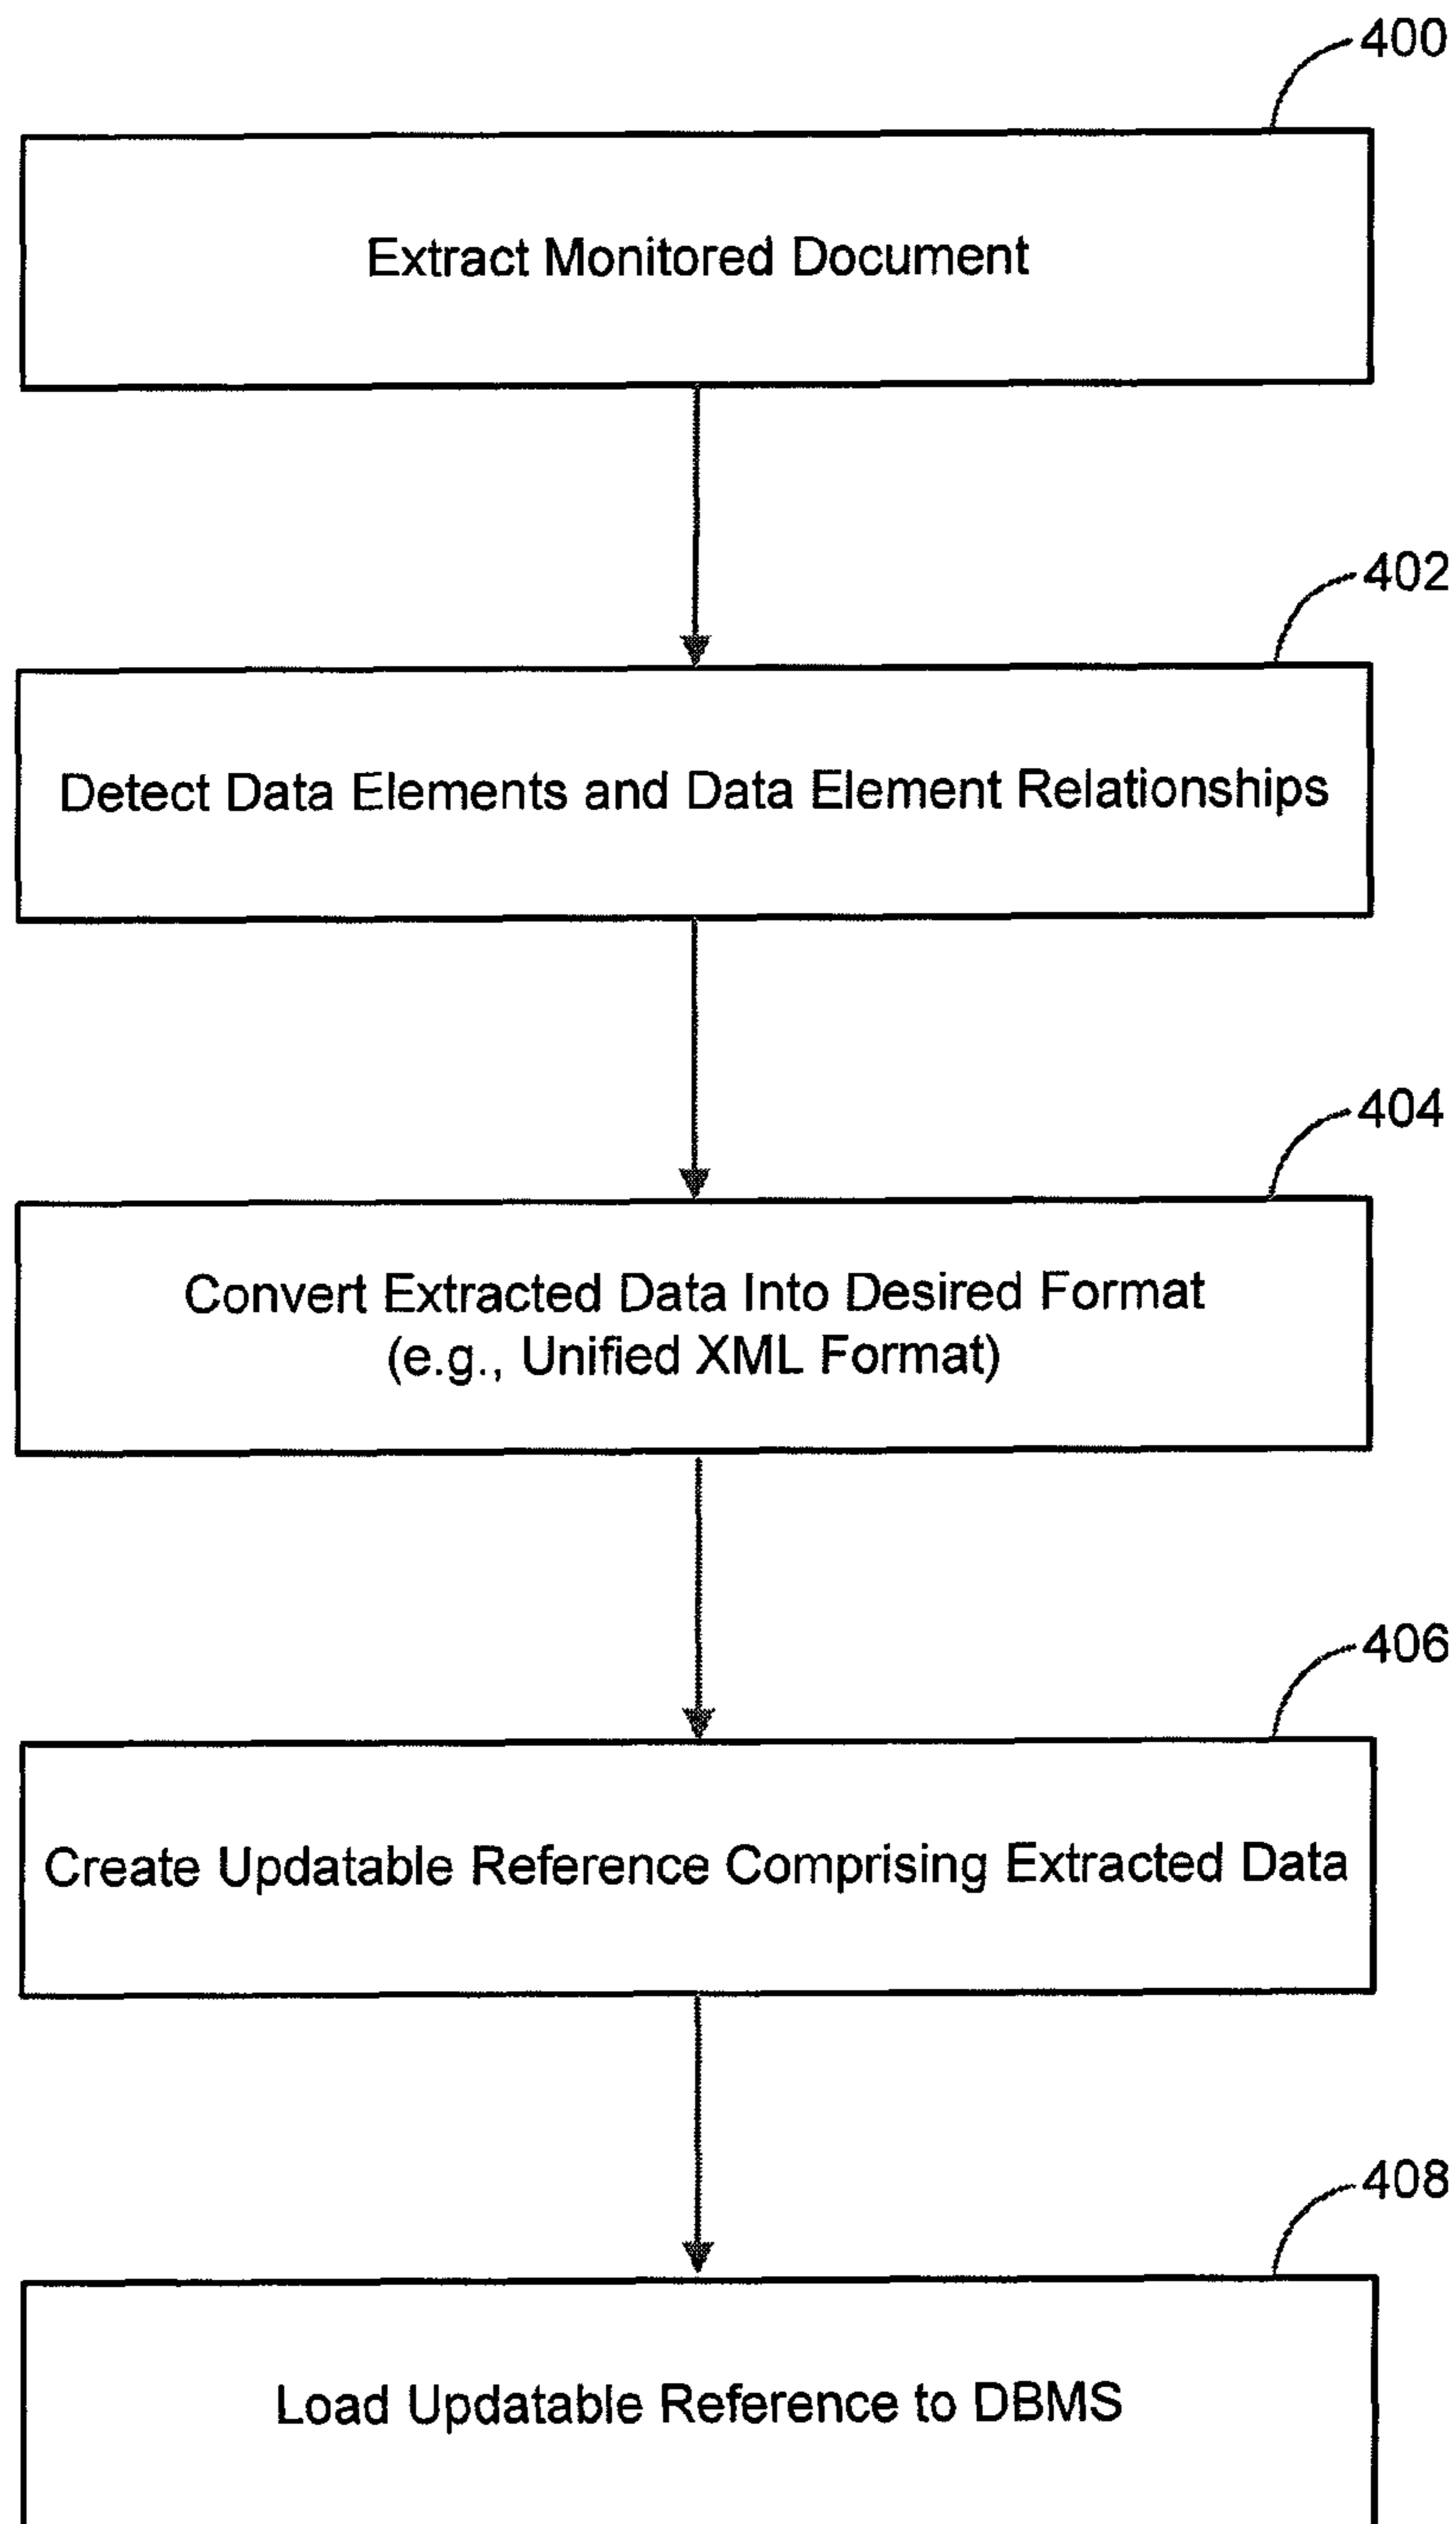 400
Extract Monitored Document
402
Detect Data Elements and Data Element Relationships
404
Convert Extracted Data Into Desired Format
(e.g., Unified XML Format)
406
Create Updatable Reference Comprising Extracted Data
408
Load Updatable Reference to DBMS